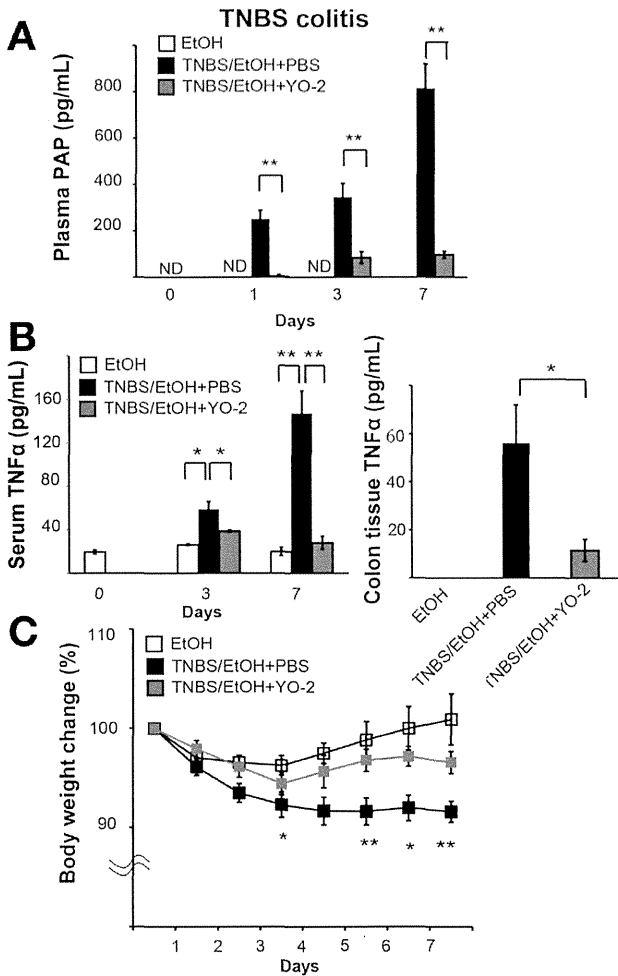 TNBS colitis
A
EtOH
TNBS/EtOH+PBS
TNBS/EtOH+YO-2
**
**
**
Plasma PAP (pg/mL)
800
600
400
200
ND
ND
ND
0
1
3
7
Days
B
EtOH
TNBS/EtOH+PBS
TNBS/EtOH+YO-2
** **
* *
Serum TNFα (pg/mL)
160
120
80
40
0
3
7
Days
*
Colon tissue TNFα (pg/mL)
60
40
20
EtOH
TNBS/EtOH+PBS
TNBS/EtOH+YO-2
C
110
EtOH
TNBS/EtOH+PBS
TNBS/EtOH+YO-2
Body weight change (%)
100
90
* ** * **
1 2 3 4 5 6 7
Days